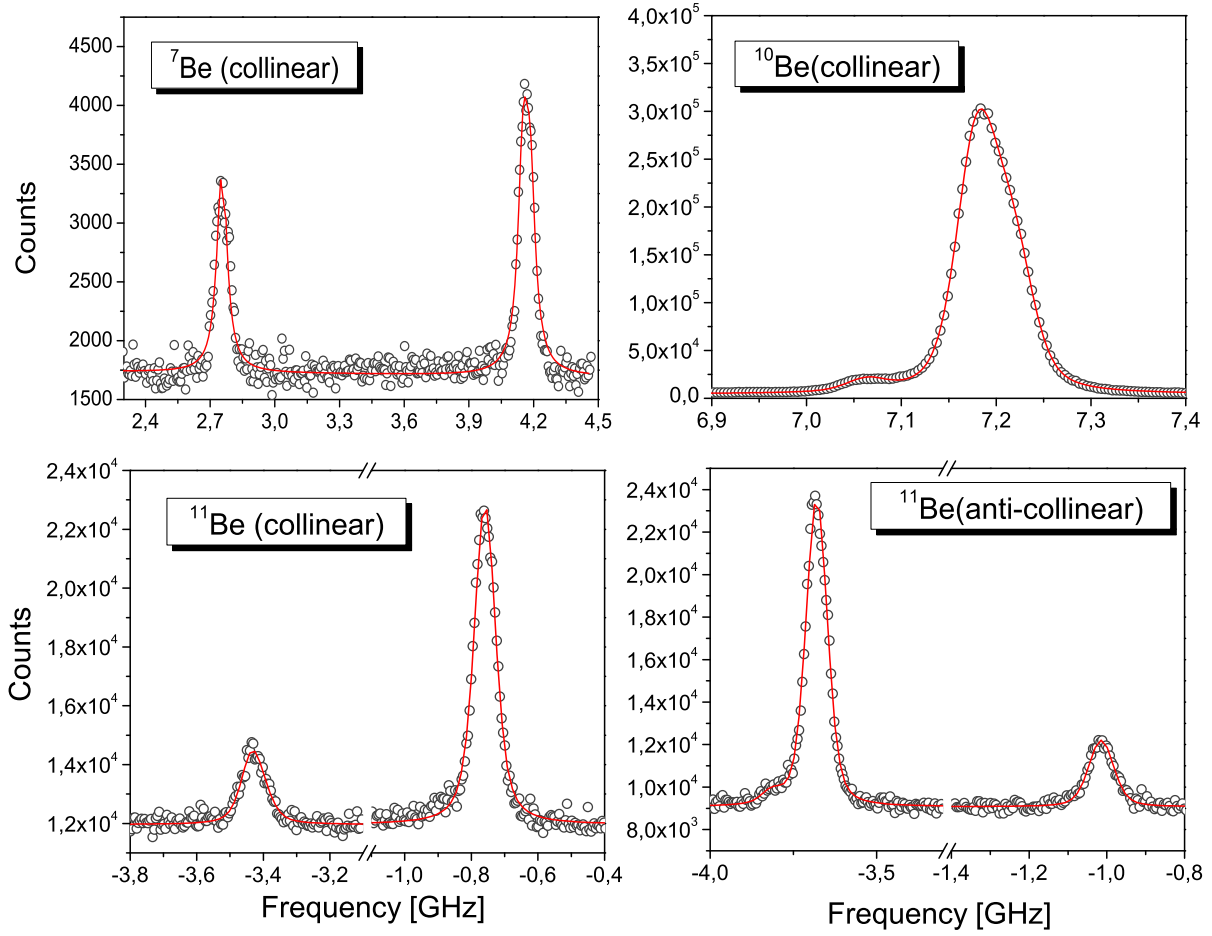 ⁷Be (collinear)
4500
4000
3500
3000
2500
2000
1500
Counts
2,4 2,7 3,0 3,3 3,6 3,9 4,2 4,5
¹⁰Be(collinear)
4,0x10⁵
3,5x10⁵
3,0x10⁵
2,5x10⁵
2,0x10⁵
1,5x10⁵
1,0x10⁵
5,0x10⁴
0,0
6,9 7,0 7,1 7,2 7,3 7,4
¹¹Be (collinear)
2,4x10⁴
2,2x10⁴
2,0x10⁴
1,8x10⁴
1,6x10⁴
1,4x10⁴
1,2x10⁴
Counts
-3,8 -3,6 -3,4 -3,2 -1,0 -0,8 -0,6 -0,4
Frequency [GHz]
¹¹Be(anti-collinear)
2,4x10⁴
2,2x10⁴
2,0x10⁴
1,8x10⁴
1,6x10⁴
1,4x10⁴
1,2x10⁴
1,0x10⁴
8,0x10³
-4,0 -3,5 -1,4 -1,2 -1,0 -0,8
Frequency [GHz]